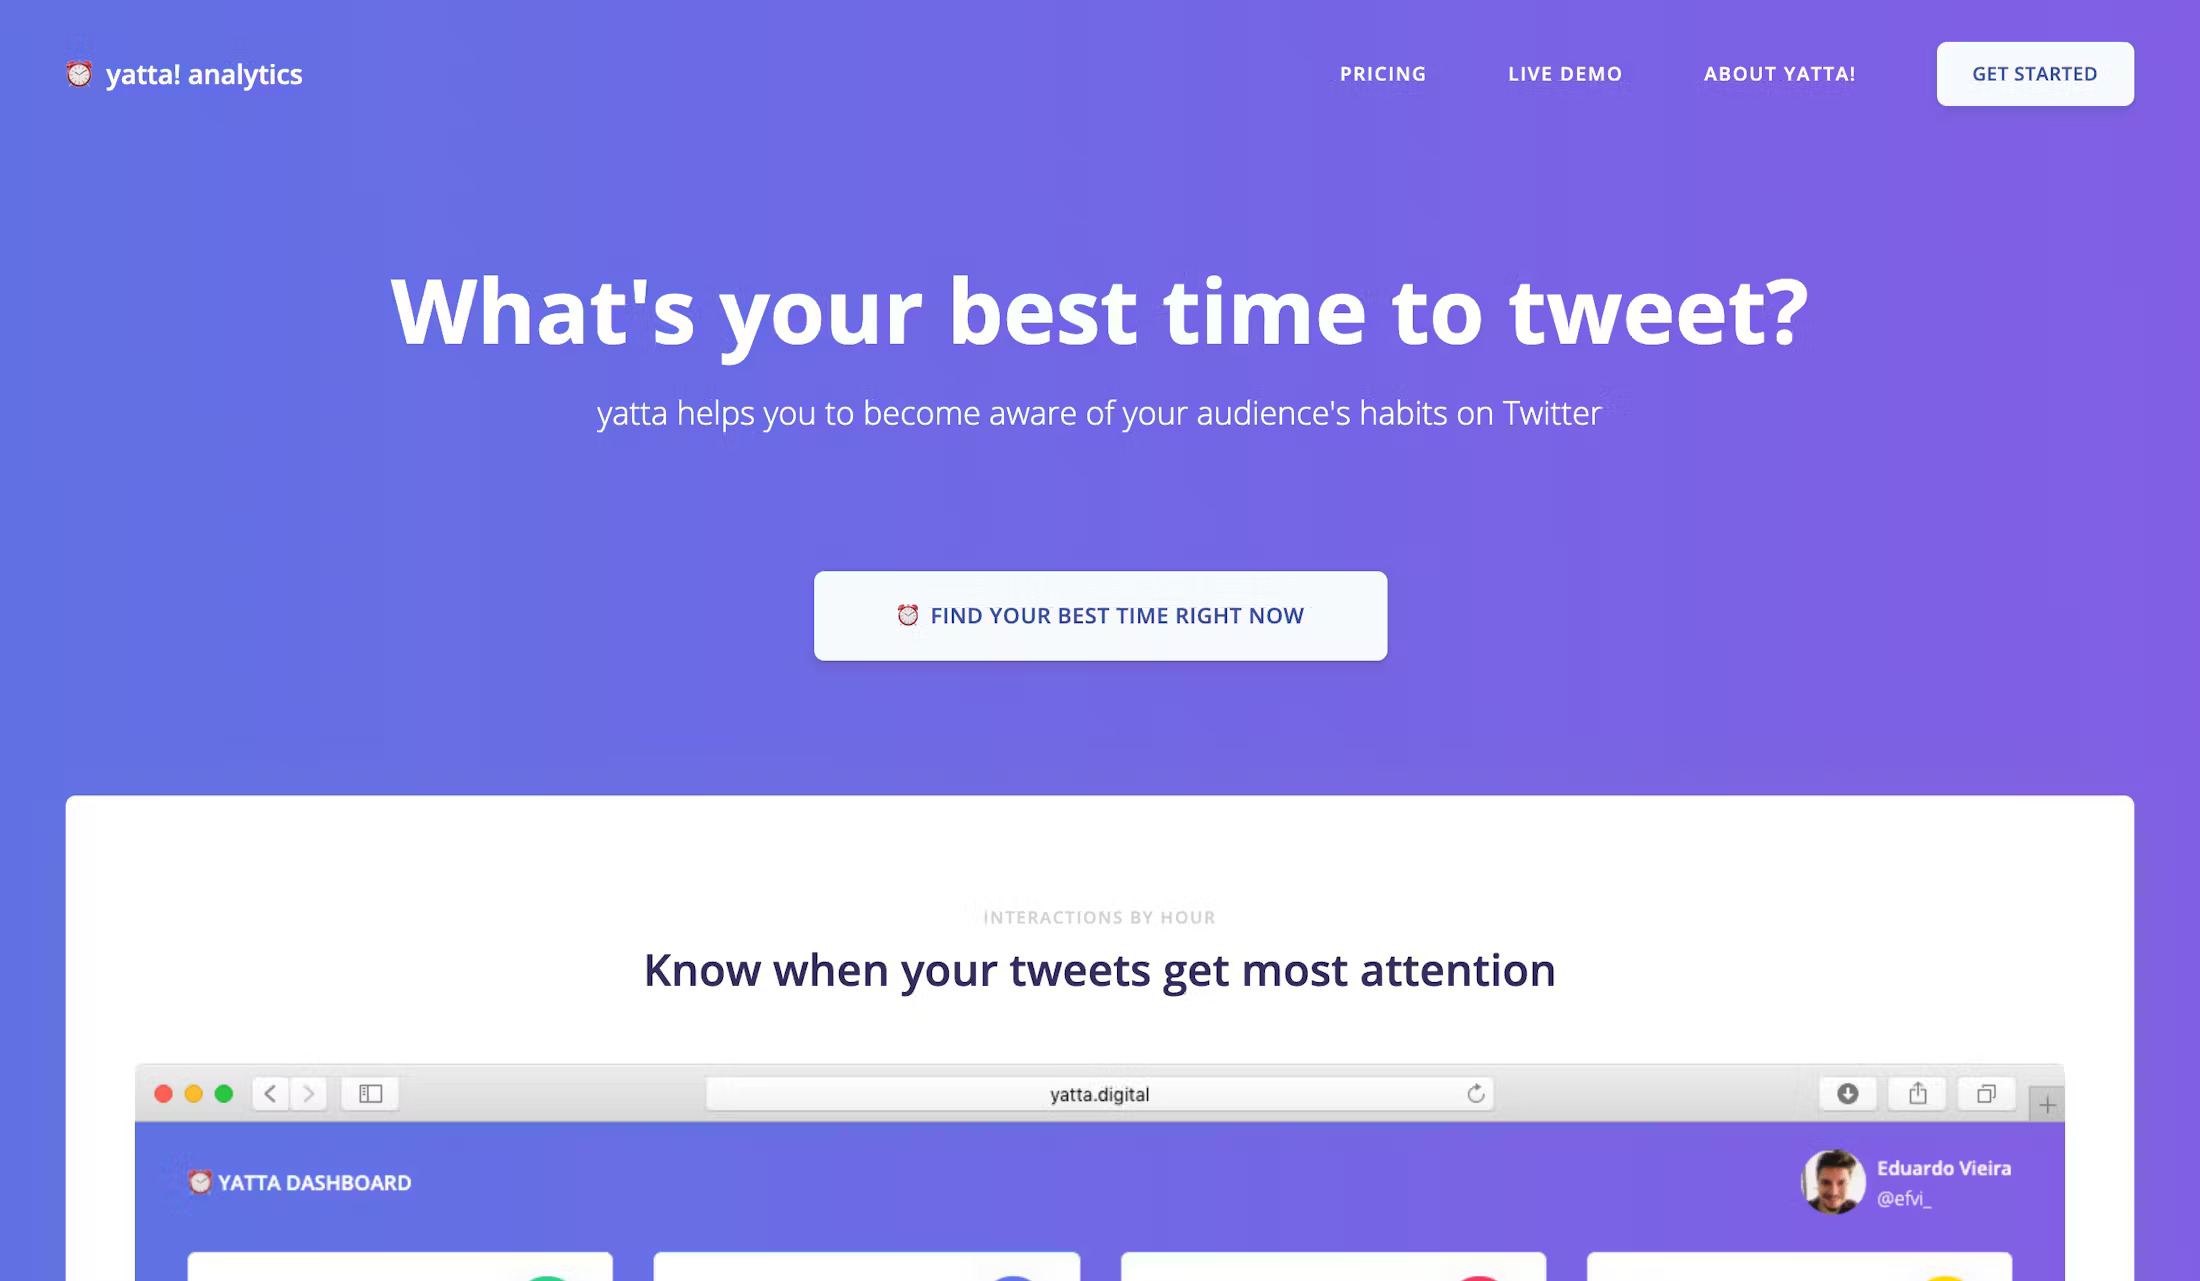 yatta! analytics
PRICING
LIVE DEMO
ABOUT YATTA!
GET STARTED
What's your best time to tweet?
yatta helps you to become aware of your audience's habits on Twitter
FIND YOUR BEST TIME RIGHT NOW
INTERACTIONS BY HOUR
Know when your tweets get most attention
yatta.digital
YATTA DASHBOARD
Eduardo Vieira
@efvi_